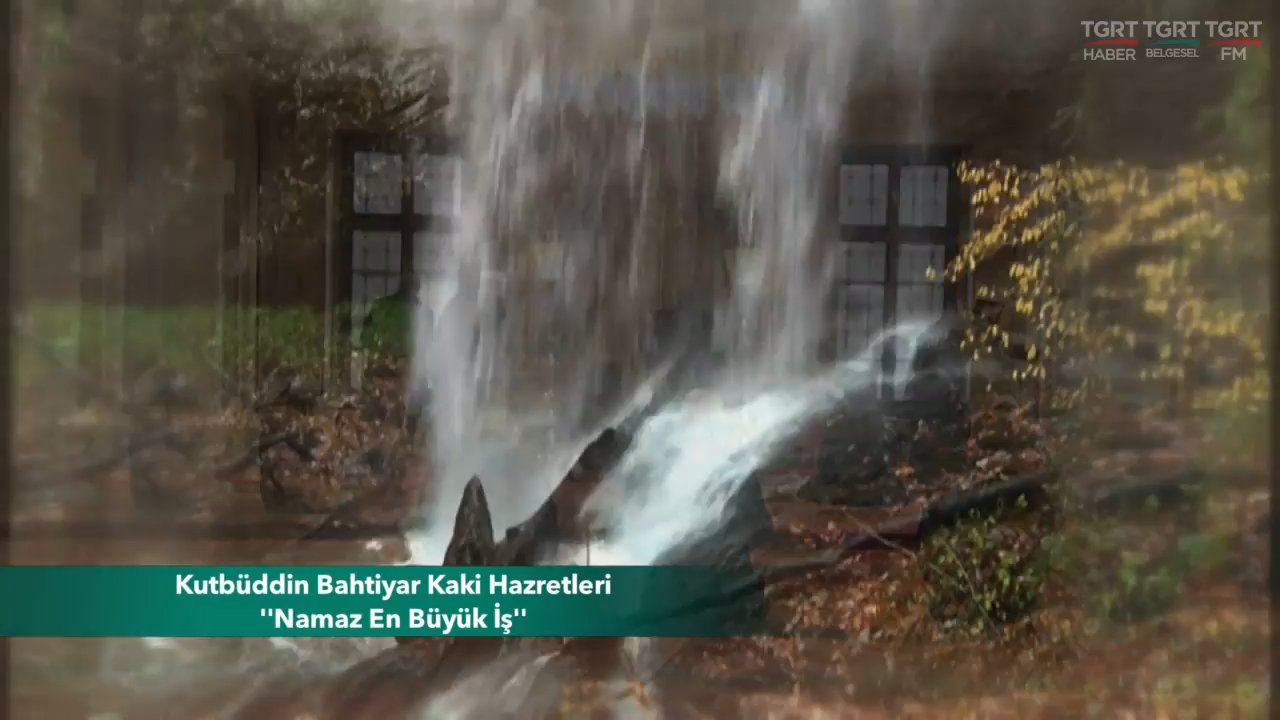 TGRT TGRT TGRT
HABER BELGESEL FM
Kutbüddin Bahtiyar Kaki Hazretleri
''Namaz En Büyük İş''